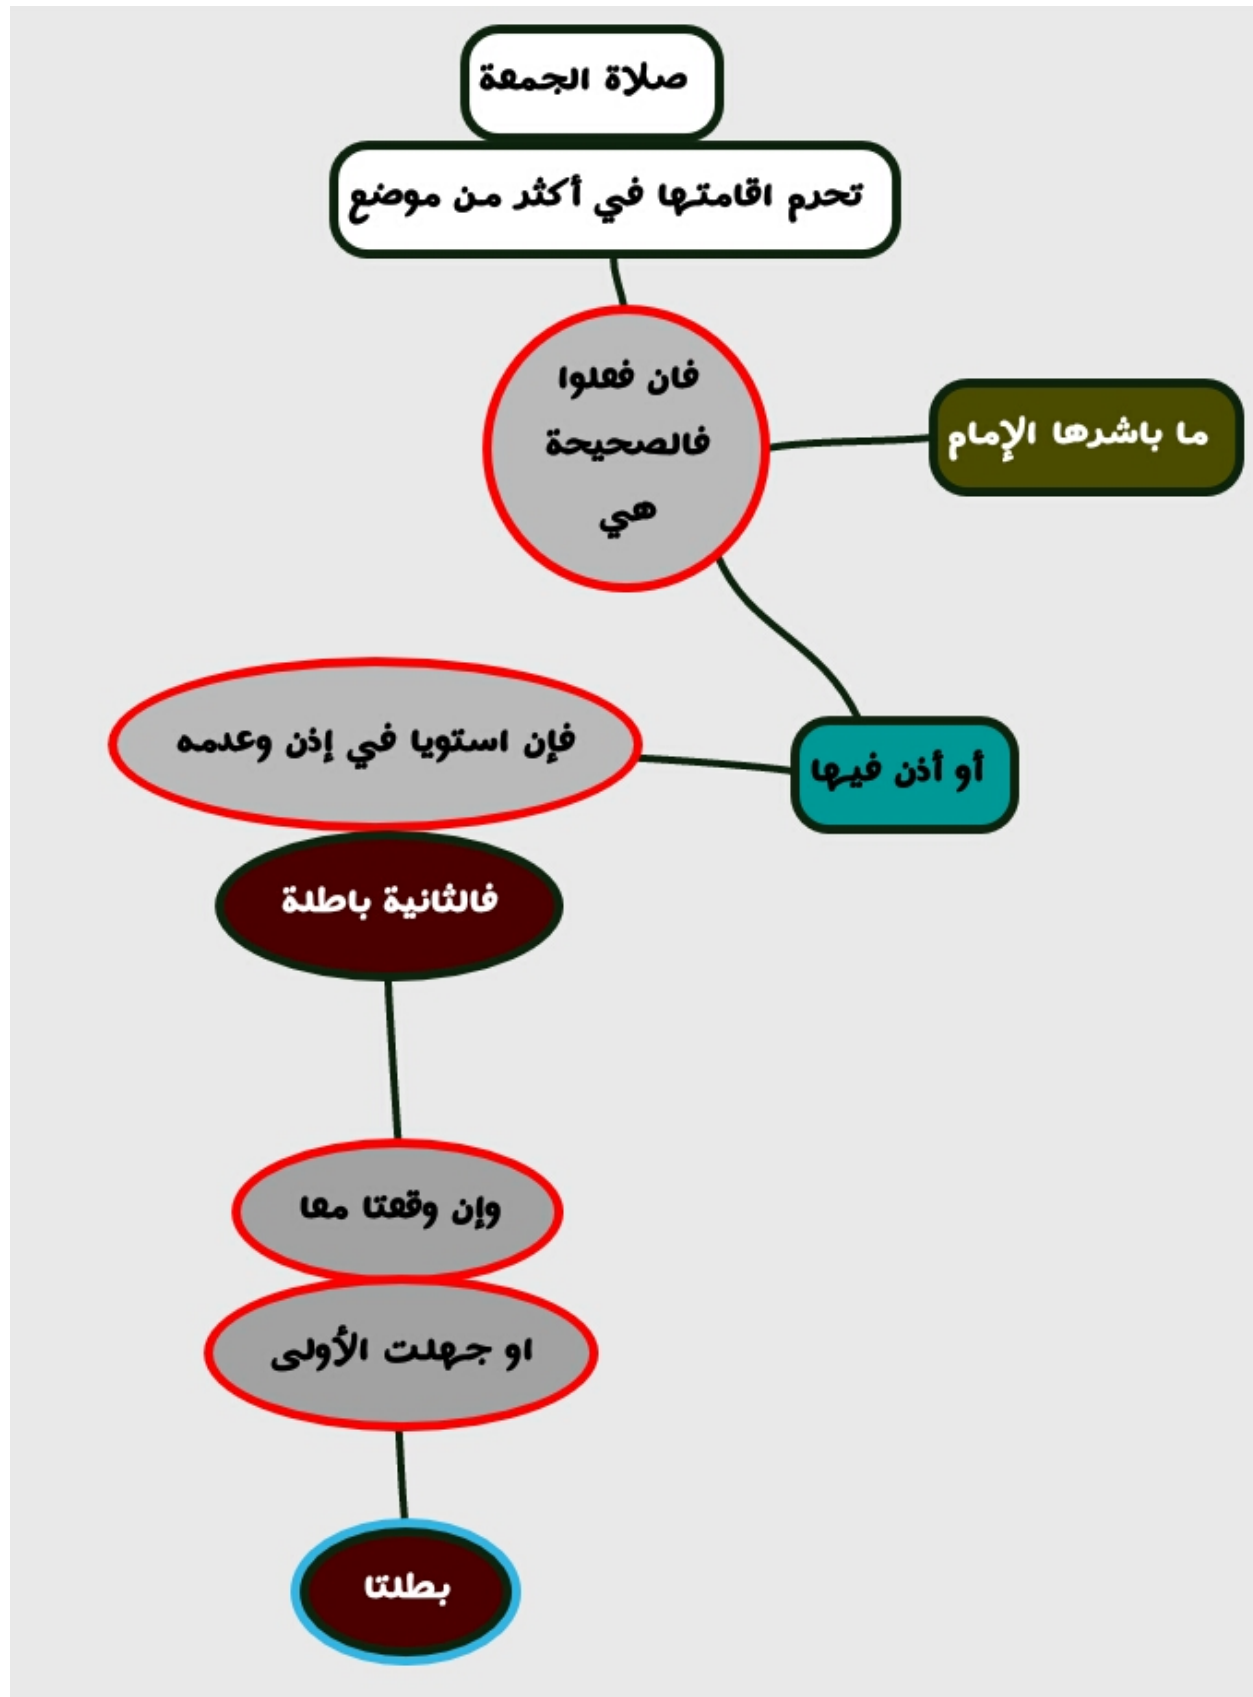 صلاة الجمعة
تحرم اقامتها في أكثر من موضع
فان فعلوا
فالصحيحة
هي
ما باشرها الإمام
أو أذن فيها
فإن استويا في إذن وعدمه
فالثانية باطلة
وإن وقعتا معا
او جهلت الأولى
بطلتا